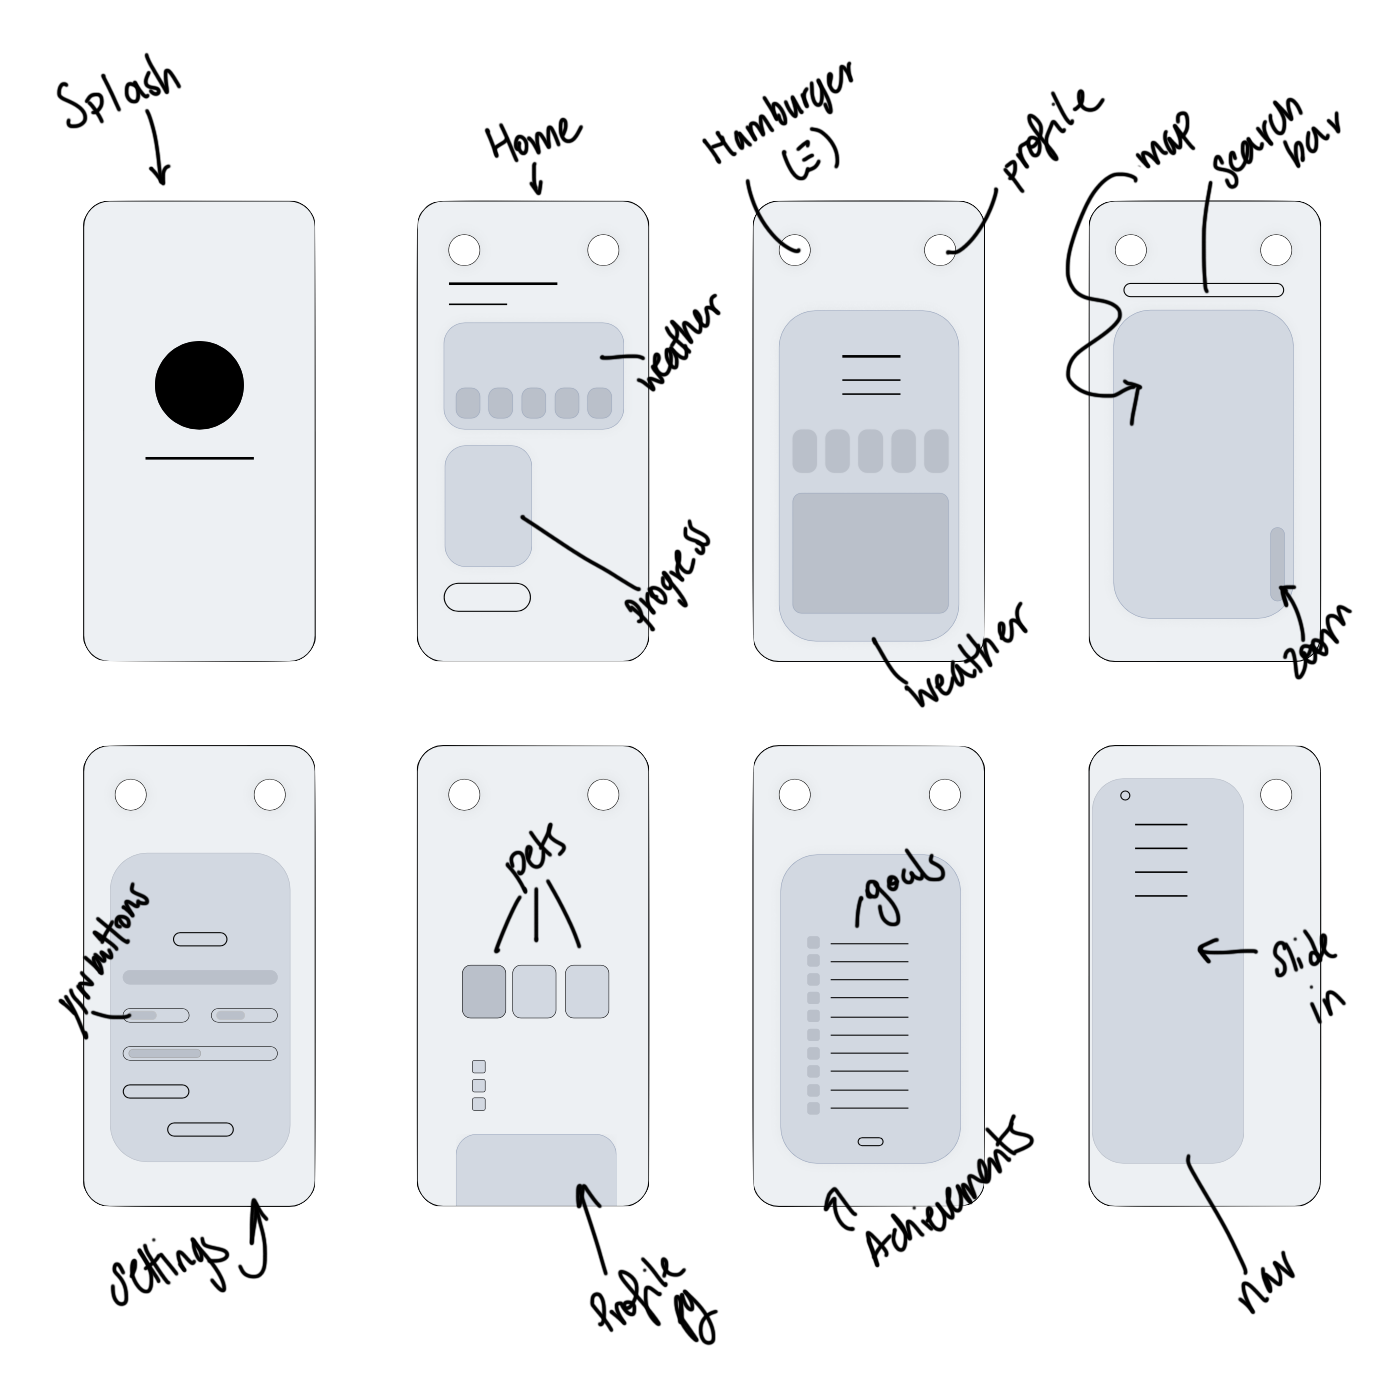 Splash
Home
Hamburger
(三)
profile
map
search
bar
weather
Progress
weather
zoom
buttons
pets
goals
Slide
in
settings
Profile
pg
Achievements
nav